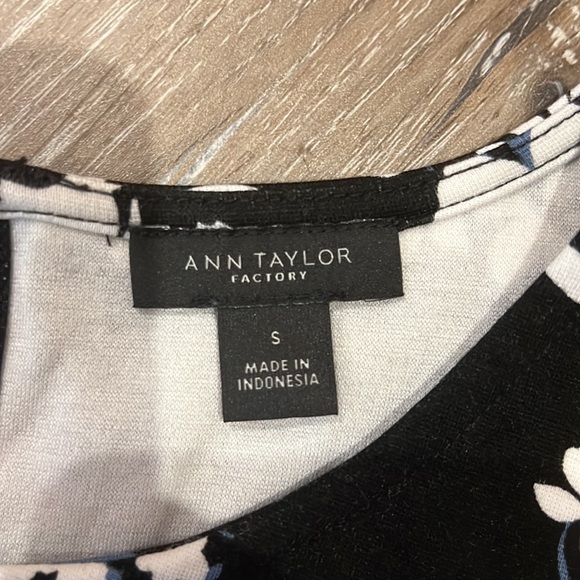 ANN TAYLOR
FACTORY
S
MADE IN
INDONESIA